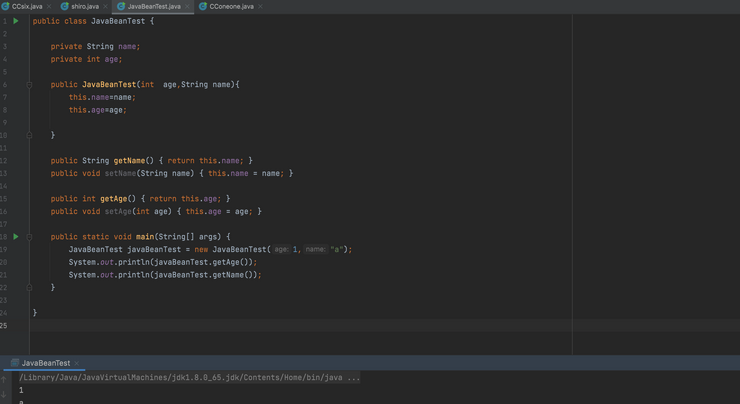 CCsix.java shiro.java JavaBeanTest.java CConeone.java
1 public class JavaBeanTest {
2
3 private String name;
4 private int age;
5
6 public JavaBeanTest(int  age,String name){
7 this.name=name;
8 this.age=age;
9
10 }
11
12 public String getName() { return this.name; }
13 public void setName(String name) { this.name = name; }
14
15 public int getAge() { return this.age; }
16 public void setAge(int age) { this.age = age; }
17
18 public static void main(String[] args) {
19 JavaBeanTest javaBeanTest = new JavaBeanTest( age: 1, name: "a");
20 System.out.println(javaBeanTest.getAge());
21 System.out.println(javaBeanTest.getName());
22 }
23
24 }
25
JavaBeanTest
/Library/Java/JavaVirtualMachines/jdk1.8.0_65.jdk/Contents/Home/bin/java ...
1
a